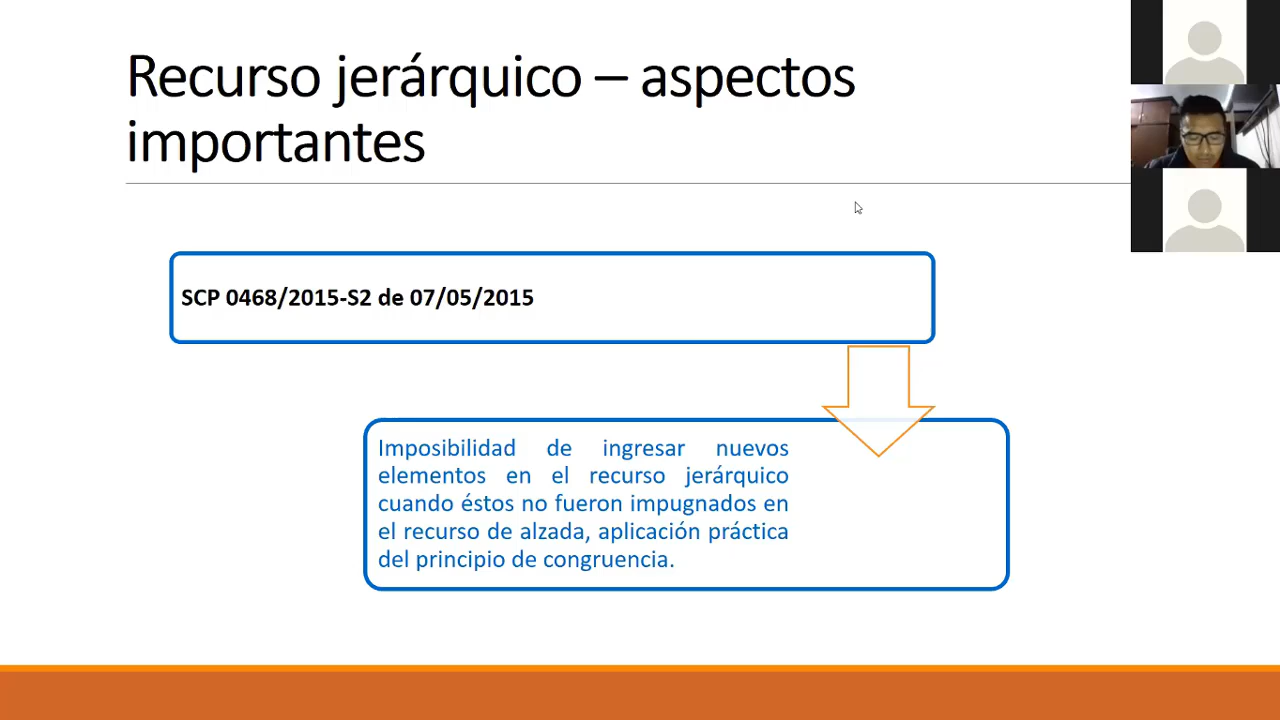 Recurso jerárquico – aspectos
importantes
SCP 0468/2015-S2 de 07/05/2015
Imposibilidad de ingresar nuevos
elementos en el recurso jerárquico
cuando éstos no fueron impugnados en
el recurso de alzada, aplicación práctica
del principio de congruencia.